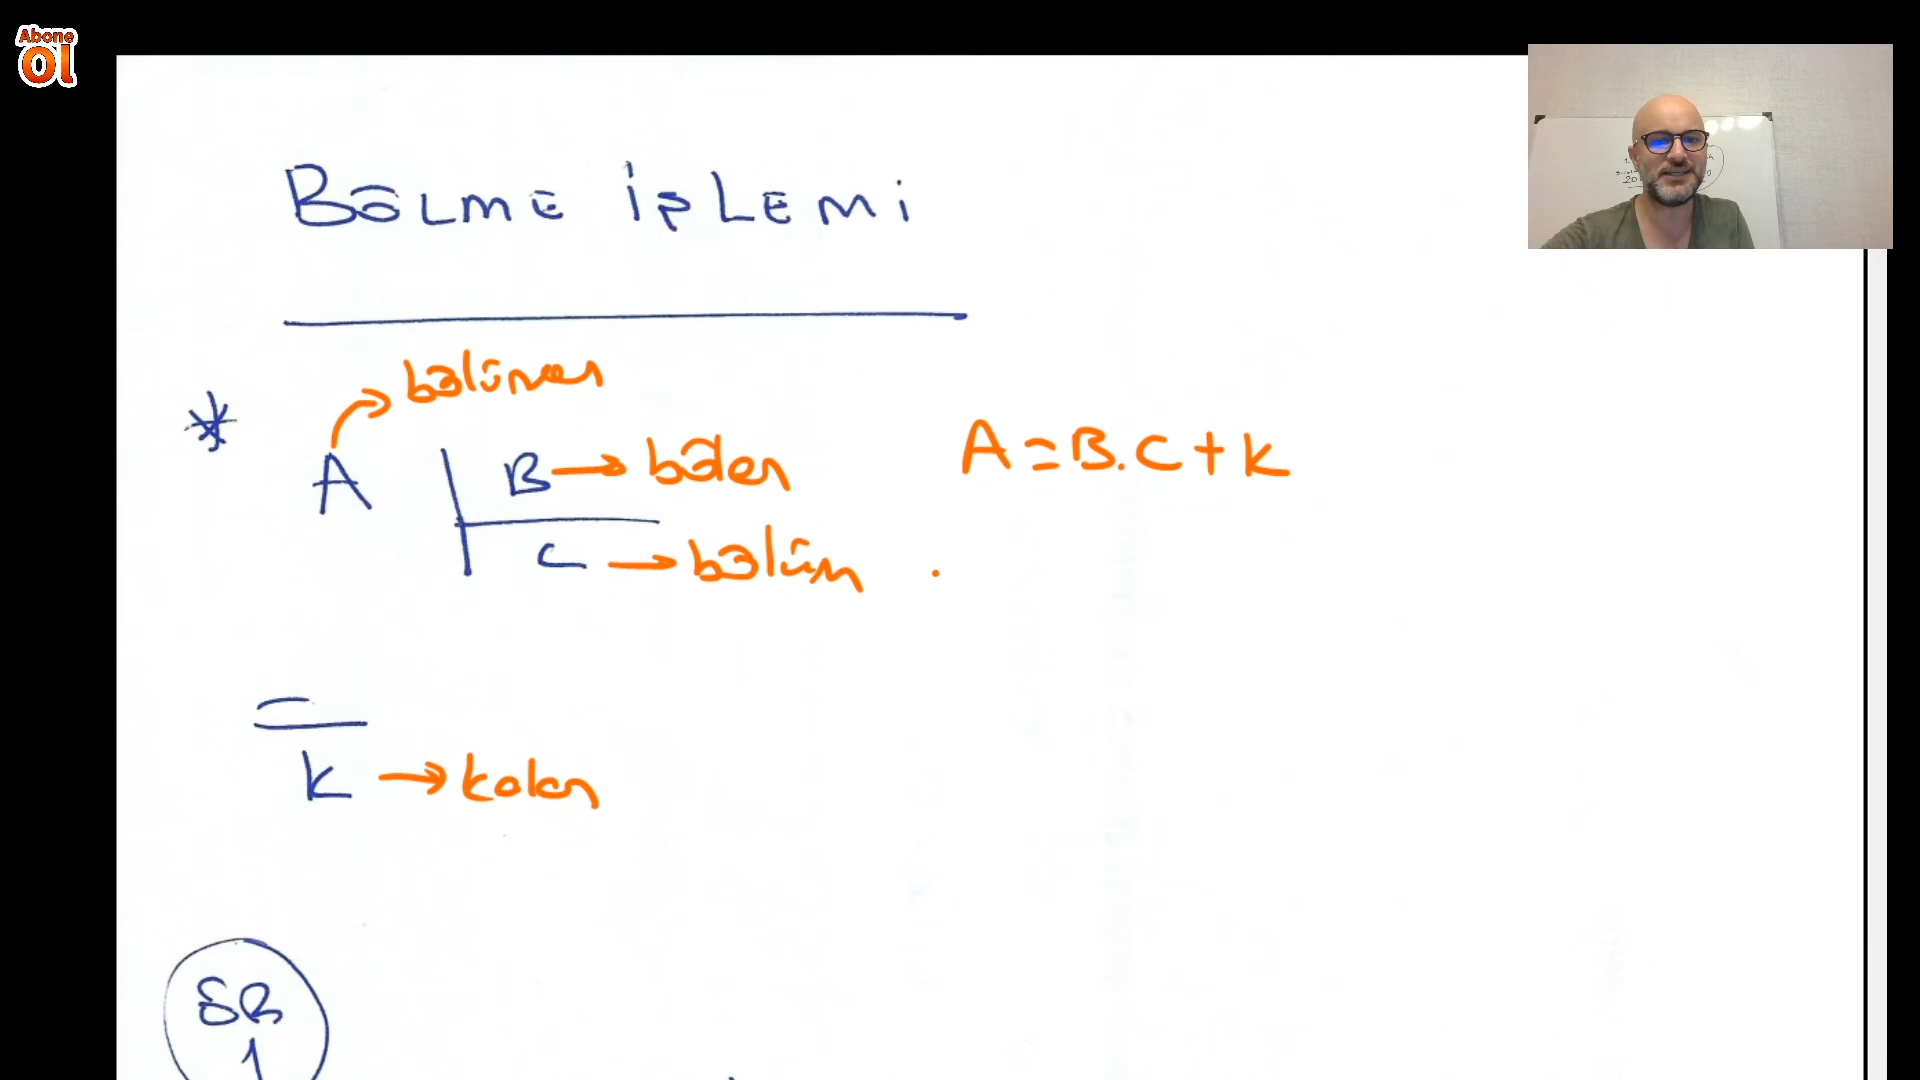 Abone
Ol
BÖLME İŞLEMİ
* A → bölünen
B → bölen
A = B.C + K
C → bölüm
K → kalan
ÖR
1